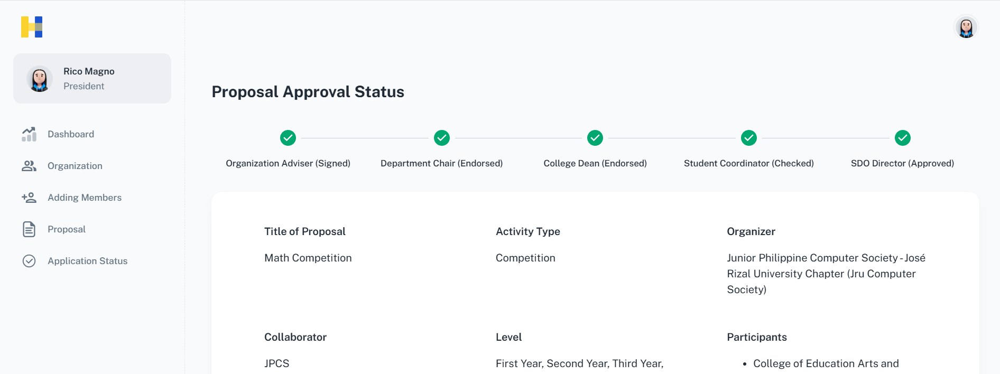 Rico Magno
President
Dashboard
Organization
Adding Members
Proposal
Application Status
Proposal Approval Status
Organization Adviser (Signed)
Department Chair (Endorsed)
College Dean (Endorsed)
Student Coordinator (Checked)
SDO Director (Approved)
Title of Proposal
Math Competition
Activity Type
Competition
Organizer
Junior Philippine Computer Society - José
Rizal University Chapter (Jru Computer
Society)
Collaborator
JPCS
Level
First Year, Second Year, Third Year,
Participants
• College of Education Arts and